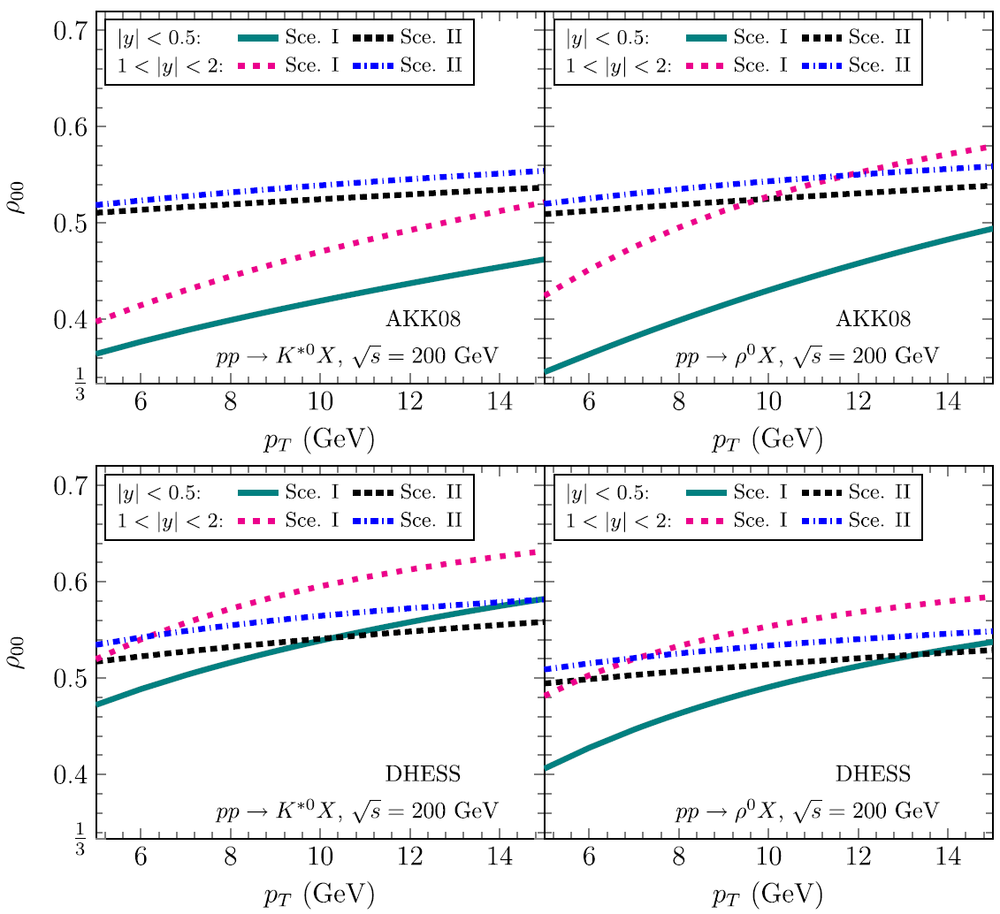 |y| < 0.5: Sce. I Sce. II
1 < |y| < 2: Sce. I Sce. II
|y| < 0.5: Sce. I Sce. II
1 < |y| < 2: Sce. I Sce. II
0.7
0.6
0.5
0.4
1/3
ρ00
AKK08
pp → K*0X, √s = 200 GeV
AKK08
pp → ρ0X, √s = 200 GeV
6 8 10 12 14
6 8 10 12 14
pT (GeV)
pT (GeV)
|y| < 0.5: Sce. I Sce. II
1 < |y| < 2: Sce. I Sce. II
|y| < 0.5: Sce. I Sce. II
1 < |y| < 2: Sce. I Sce. II
0.7
0.6
0.5
0.4
1/3
ρ00
DHESS
pp → K*0X, √s = 200 GeV
DHESS
pp → ρ0X, √s = 200 GeV
6 8 10 12 14
6 8 10 12 14
pT (GeV)
pT (GeV)